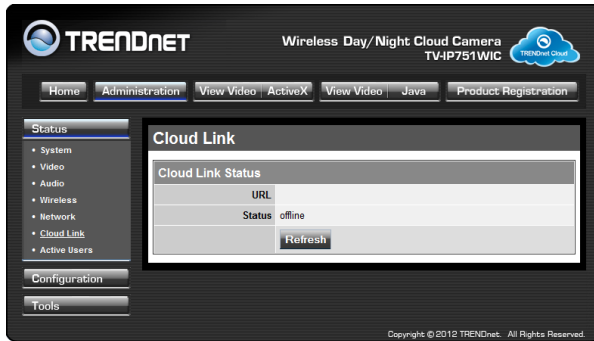 TRENDNET
Wireless Day/Night Cloud Camera
TV-IP751WIC
TRENDnet Cloud
Home Administration View Video ActiveX View Video Java Product Registration
Status
• System
• Video
• Audio
• Wireless
• Network
• Cloud Link
• Active Users
Configuration
Tools
Cloud Link
Cloud Link Status
URL
Status offline
Refresh
Copyright © 2012 TRENDnet. All Rights Reserved.